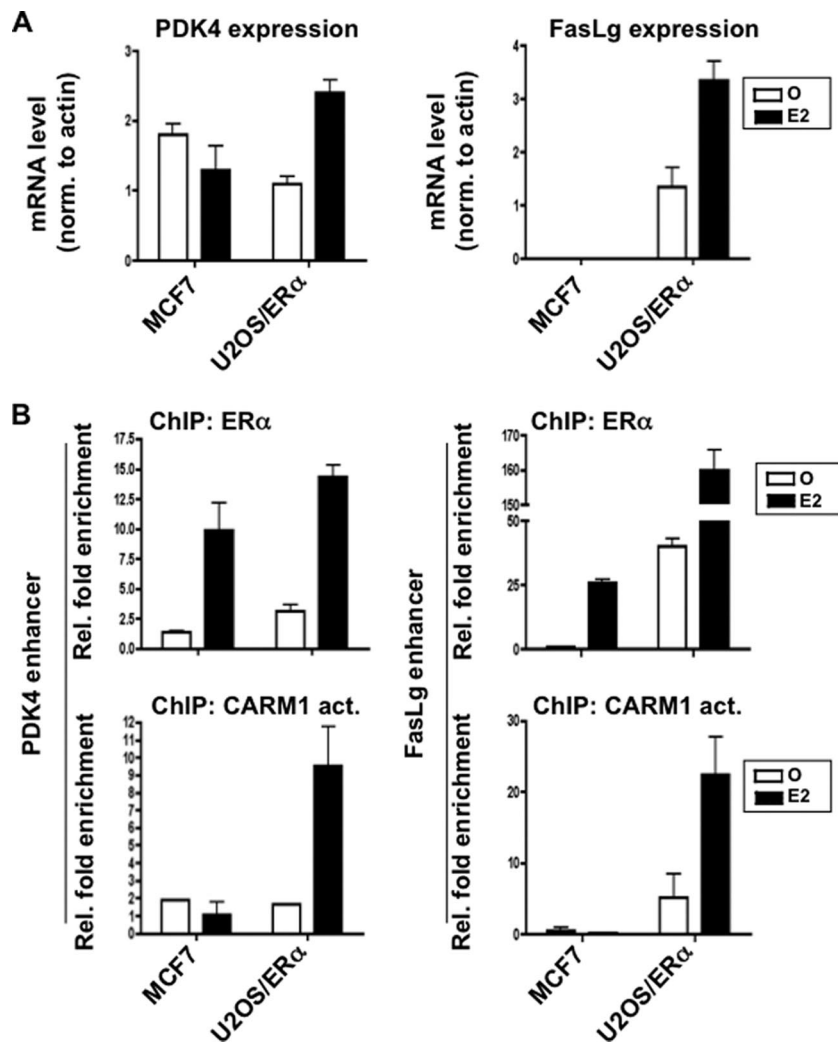 A
PDK4 expression
mRNA level
(norm. to actin)
3
2
1
0
MCF7
U2OS/ERα
FasLg expression
mRNA level
(norm. to actin)
4
3
2
1
0
MCF7
U2OS/ERα
O
E2
B
PDK4 enhancer
ChIP: ERα
Rel. fold enrichment
17.5
15.0
12.5
10.0
7.5
5.0
2.5
0.0
FasLg enhancer
ChIP: ERα
Rel. fold enrichment
170
160
150
50
25
0
O
E2
ChIP: CARM1 act.
Rel. fold enrichment
12
11
10
9
8
7
6
5
4
3
2
1
0
MCF7
U2OS/ERα
ChIP: CARM1 act.
Rel. fold enrichment
30
20
10
0
MCF7
U2OS/ERα
O
E2